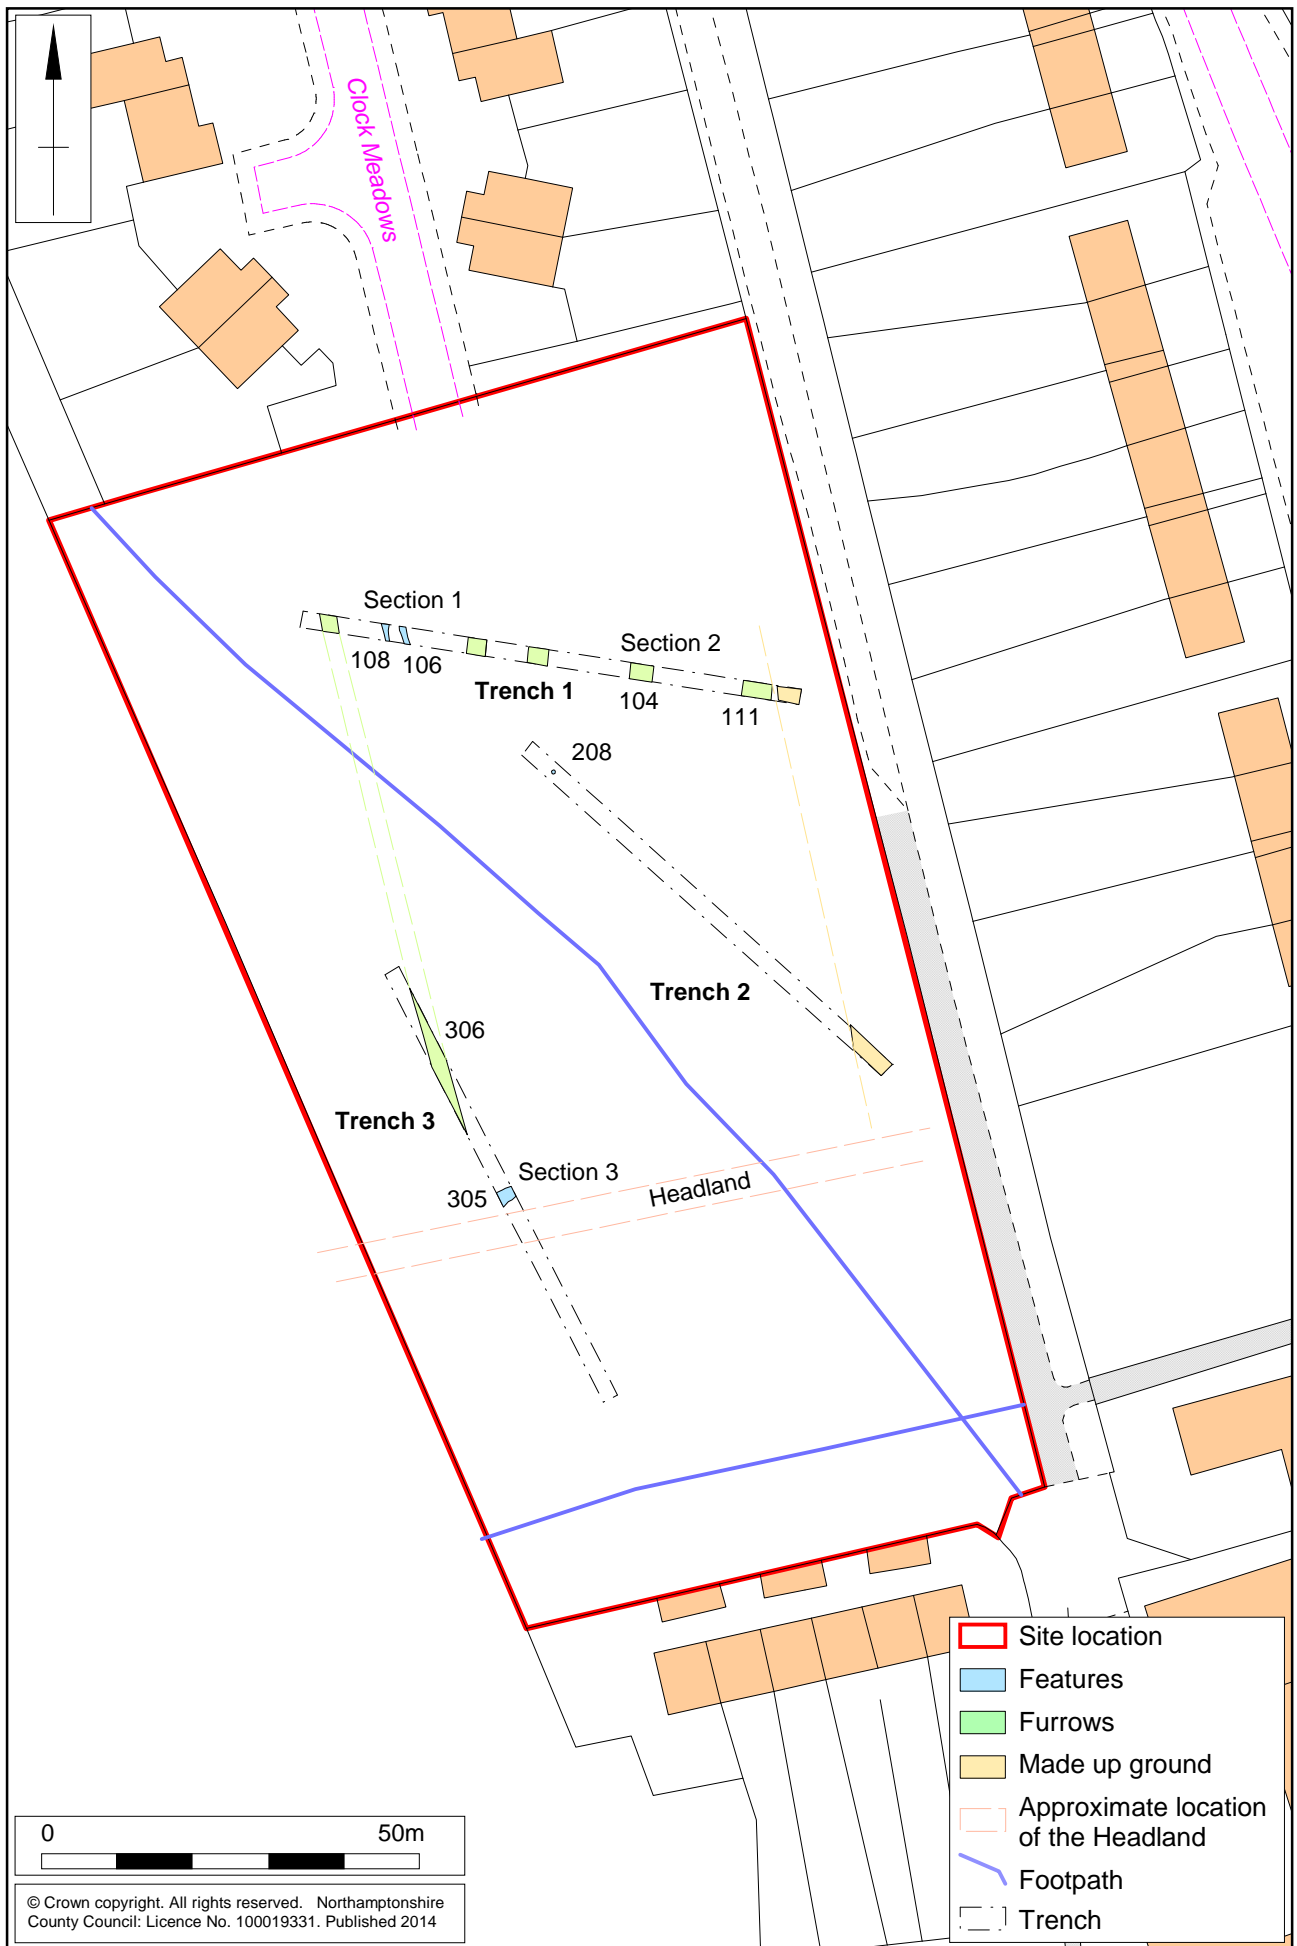 Clock Meadows
Section 1
108
106
Section 2
Trench 1
104
111
208
Trench 2
306
Trench 3
Section 3
305
Headland
Site location
Features
Furrows
Made up ground
Approximate location
of the Headland
Footpath
Trench
0 50m
© Crown copyright. All rights reserved. Northamptonshire
County Council: Licence No. 100019331. Published 2014